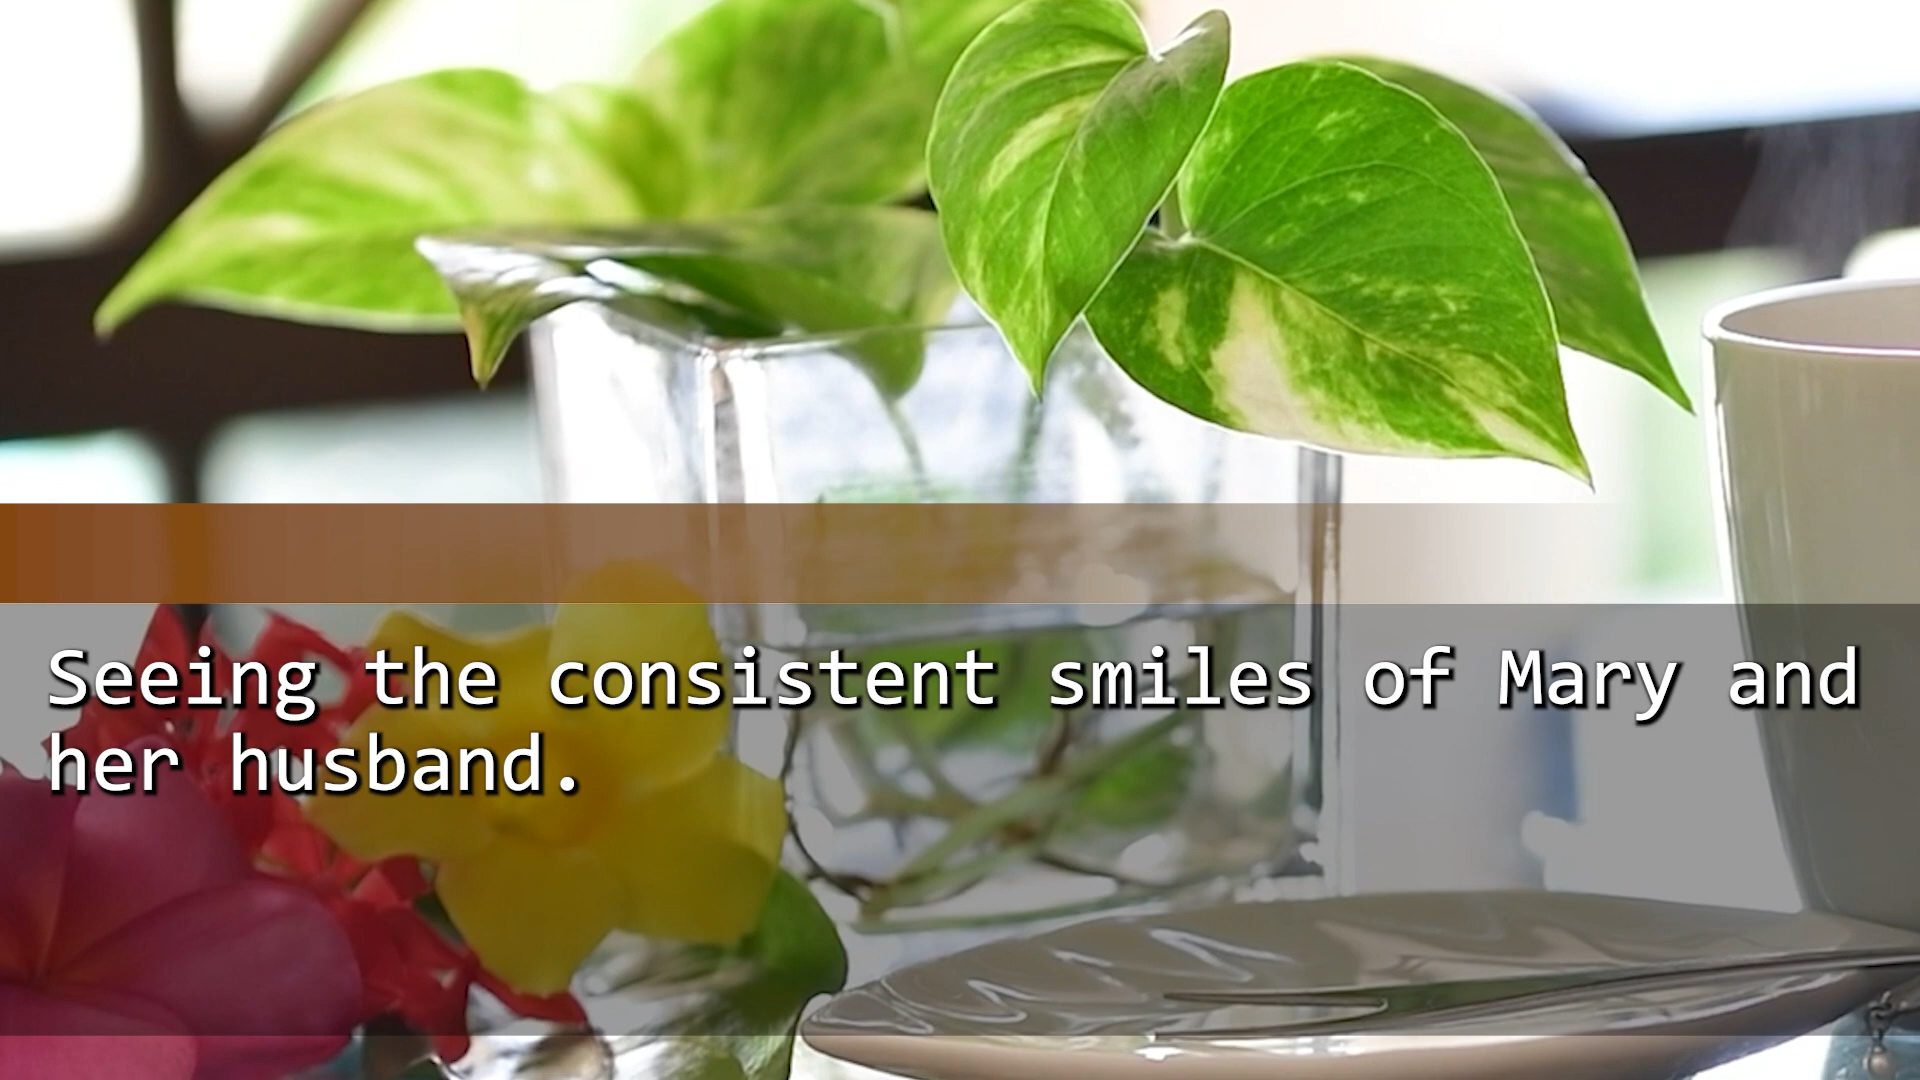 Seeing the consistent smiles of Mary and
her husband.